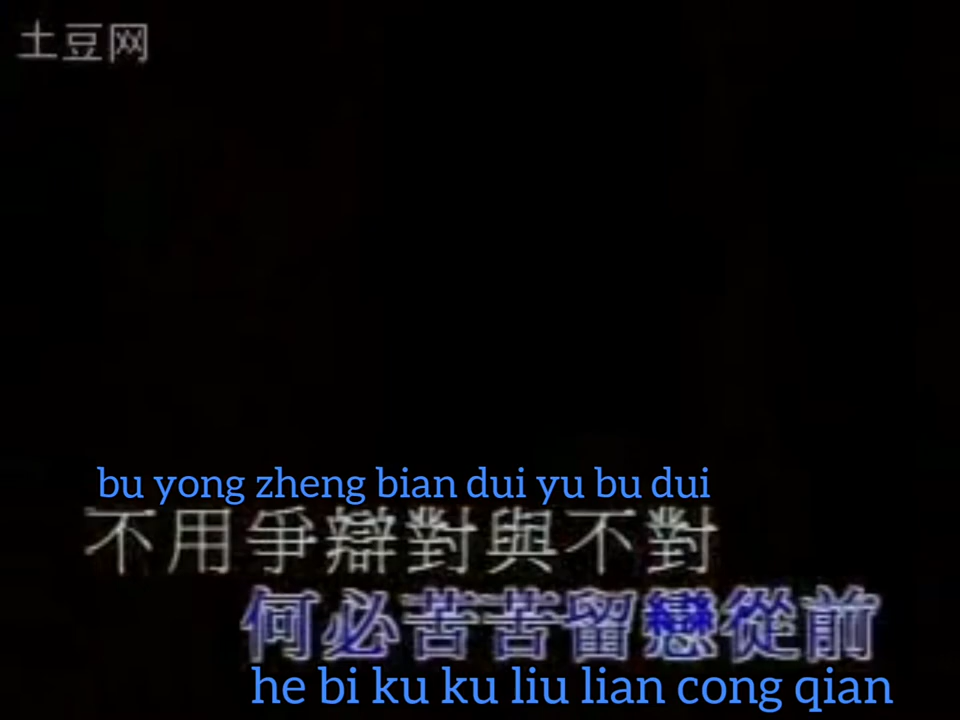 土豆网
bu yong zheng bian dui yu bu dui
不用爭辯對與不對
何必苦苦留戀從前
he bi ku ku liu lian cong qian